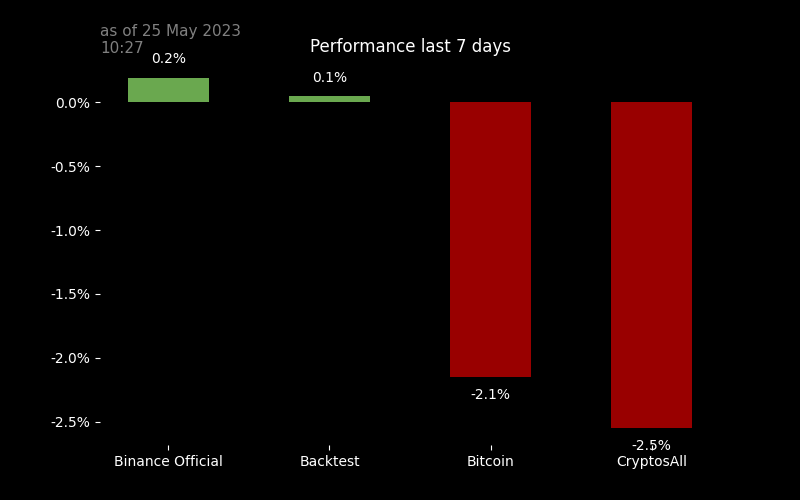 as of 25 May 2023
10:27
Performance last 7 days
0.2%
0.1%
0.0%
-0.5%
-1.0%
-1.5%
-2.0%
-2.1%
-2.5%
-2.5%
Binance Official
Backtest
Bitcoin
CryptosAll